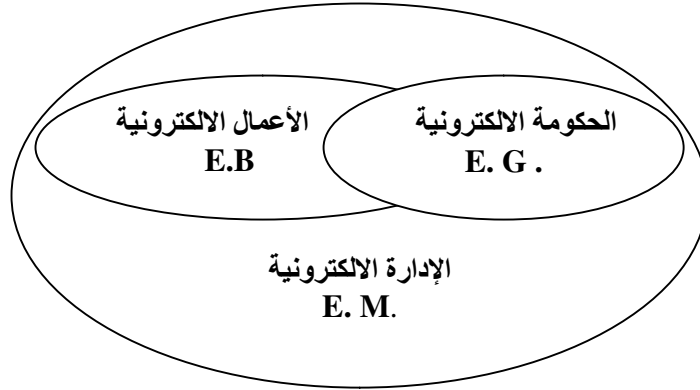 الحكومة الالكترونية
E. G .
الأعمال الالكترونية
E.B
الإدارة الالكترونية
E. M.